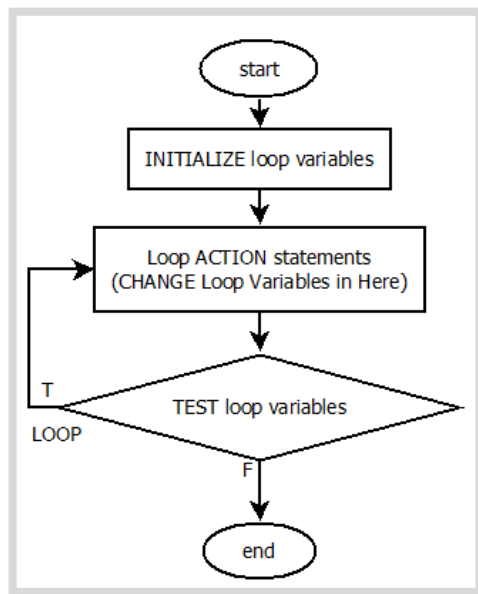 start
INITIALIZE loop variables
Loop ACTION statements
(CHANGE Loop Variables in Here)
T
TEST loop variables
LOOP
F
end